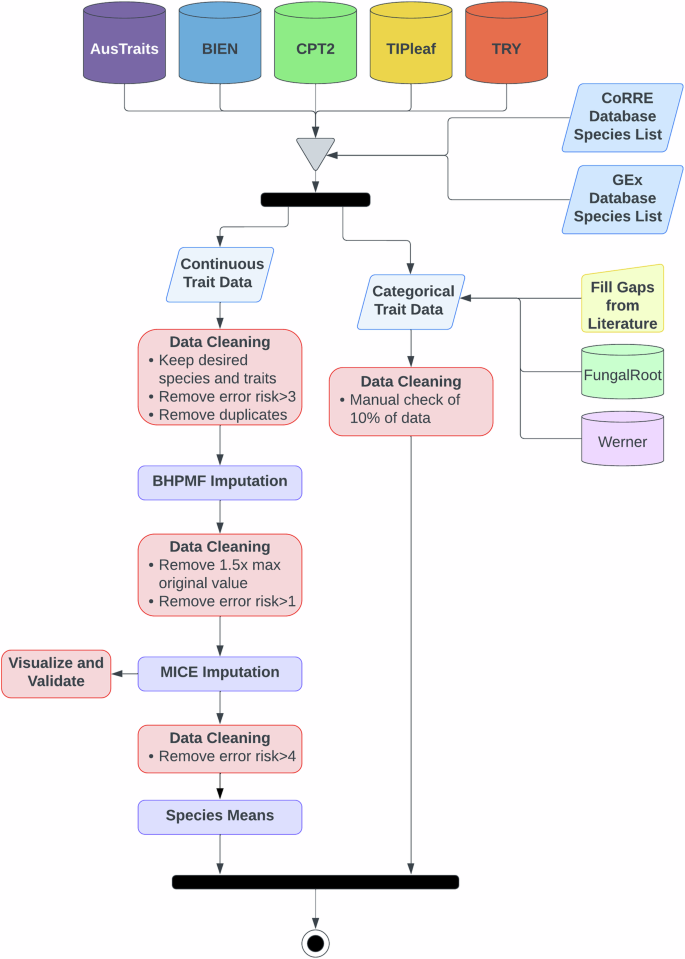 AusTraits
BIEN
CPT2
TIPleaf
TRY
CoRRE
Database
Species List
GEx
Database
Species List
Continuous
Trait Data
Categorical
Trait Data
Fill Gaps
from
Literature
FungalRoot
Werner
Data Cleaning
• Keep desired
species and traits
• Remove error risk>3
• Remove duplicates
Data Cleaning
• Manual check of
10% of data
BHPMF Imputation
Data Cleaning
• Remove 1.5x max
original value
• Remove error risk>1
Visualize and
Validate
MICE Imputation
Data Cleaning
• Remove error risk>4
Species Means